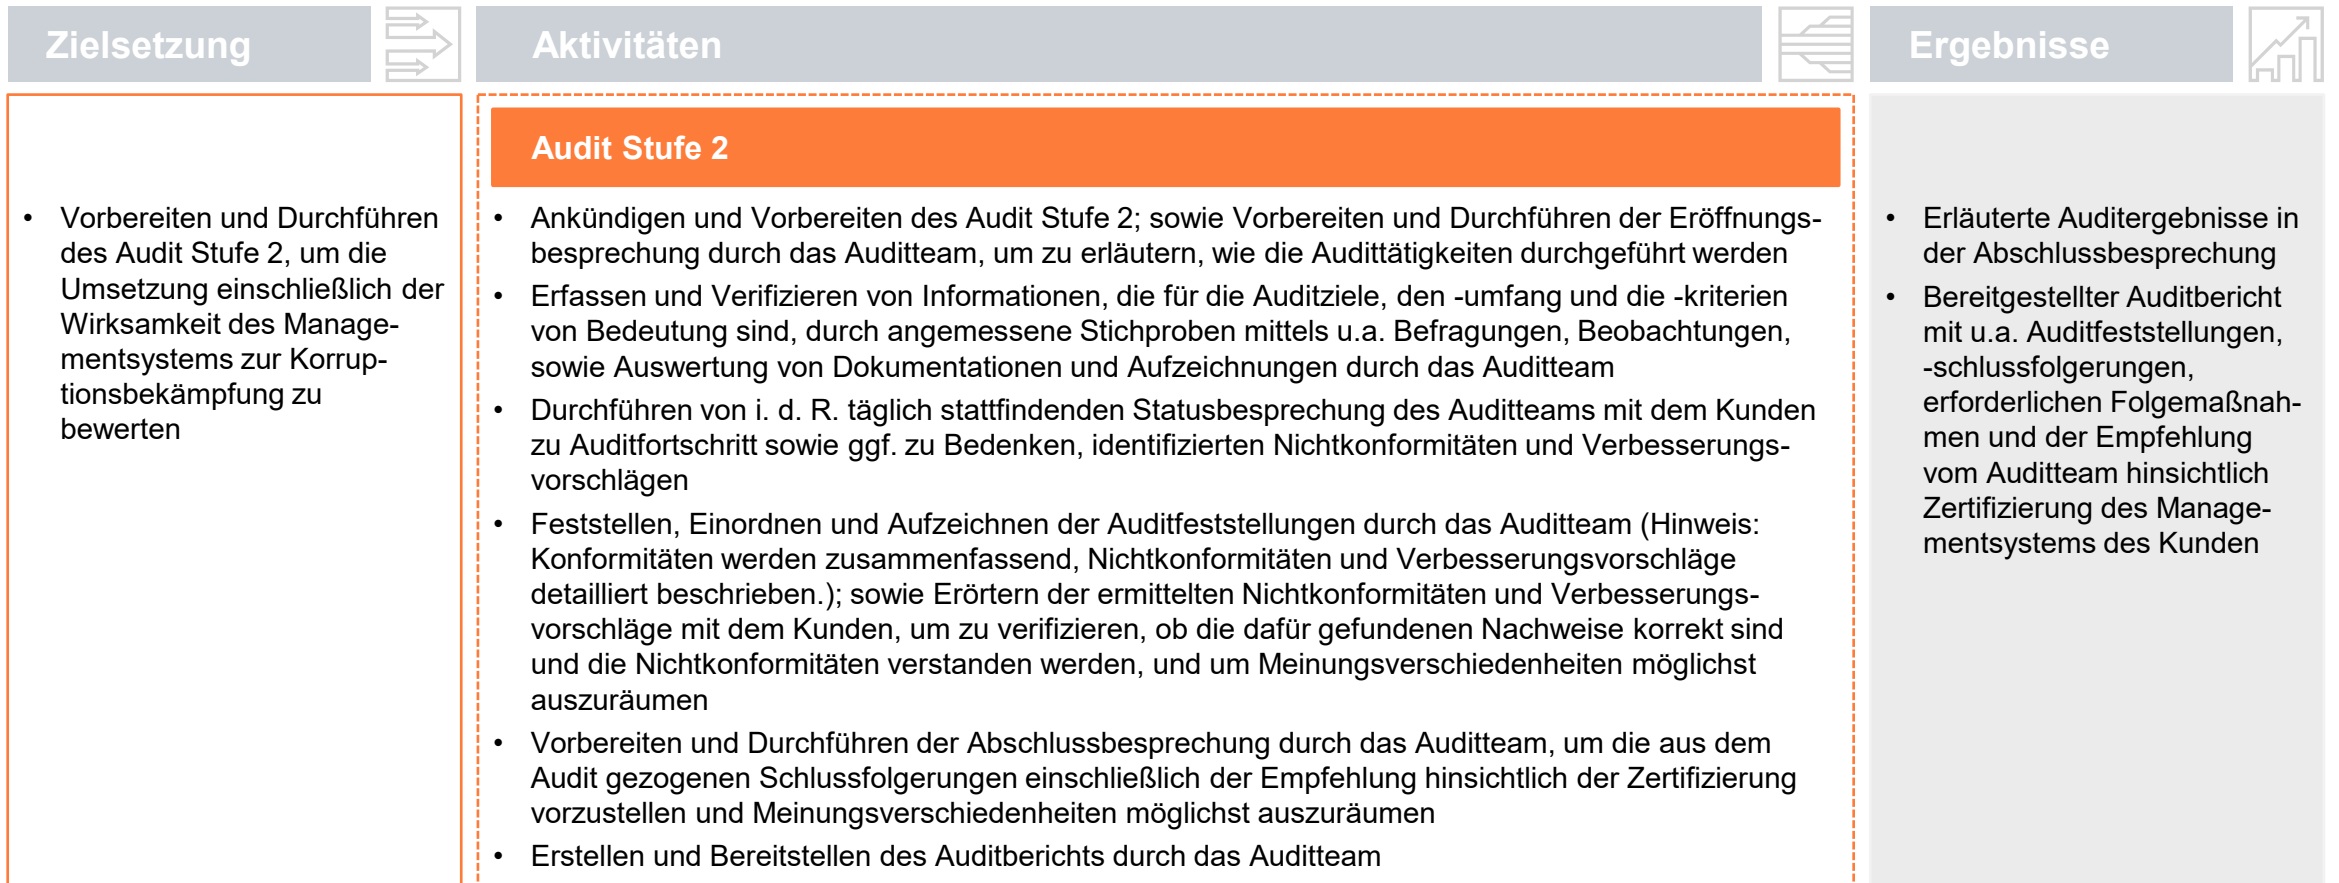 Zielsetzung
Aktivitäten
Ergebnisse
• Vorbereiten und Durchführen
des Audit Stufe 2, um die
Umsetzung einschließlich der
Wirksamkeit des Manage-
mentsystems zur Korrup-
tionsbekämpfung zu
bewerten
Audit Stufe 2
• Ankündigen und Vorbereiten des Audit Stufe 2; sowie Vorbereiten und Durchführen der Eröffnungs-
besprechung durch das Auditteam, um zu erläutern, wie die Audittätigkeiten durchgeführt werden
• Erfassen und Verifizieren von Informationen, die für die Auditziele, den -umfang und die -kriterien
von Bedeutung sind, durch angemessene Stichproben mittels u.a. Befragungen, Beobachtungen,
sowie Auswertung von Dokumentationen und Aufzeichnungen durch das Auditteam
• Durchführen von i. d. R. täglich stattfindenden Statusbesprechung des Auditteams mit dem Kunden
zu Auditfortschritt sowie ggf. zu Bedenken, identifizierten Nichtkonformitäten und Verbesserungs-
vorschlägen
• Feststellen, Einordnen und Aufzeichnen der Auditfeststellungen durch das Auditteam (Hinweis:
Konformitäten werden zusammenfassend, Nichtkonformitäten und Verbesserungsvorschläge
detailliert beschrieben.); sowie Erörtern der ermittelten Nichtkonformitäten und Verbesserungs-
vorschläge mit dem Kunden, um zu verifizieren, ob die dafür gefundenen Nachweise korrekt sind
und die Nichtkonformitäten verstanden werden, und um Meinungsverschiedenheiten möglichst
auszuräumen
• Vorbereiten und Durchführen der Abschlussbesprechung durch das Auditteam, um die aus dem
Audit gezogenen Schlussfolgerungen einschließlich der Empfehlung hinsichtlich der Zertifizierung
vorzustellen und Meinungsverschiedenheiten möglichst auszuräumen
• Erstellen und Bereitstellen des Auditberichts durch das Auditteam
• Erläuterte Auditergebnisse in
der Abschlussbesprechung
• Bereitgestellter Auditbericht
mit u.a. Auditfeststellungen,
-schlussfolgerungen,
erforderlichen Folgemaßnah-
men und der Empfehlung
vom Auditteam hinsichtlich
Zertifizierung des Manage-
mentsystems des Kunden